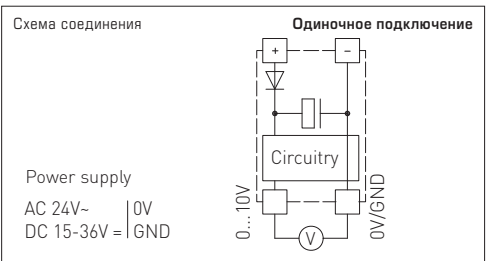 Схема соединения
Одиночное подключение
+ −
Circuitry
Power supply
AC 24V~ | 0V
DC 15-36V = | GND
0...10V
0V/GND
V